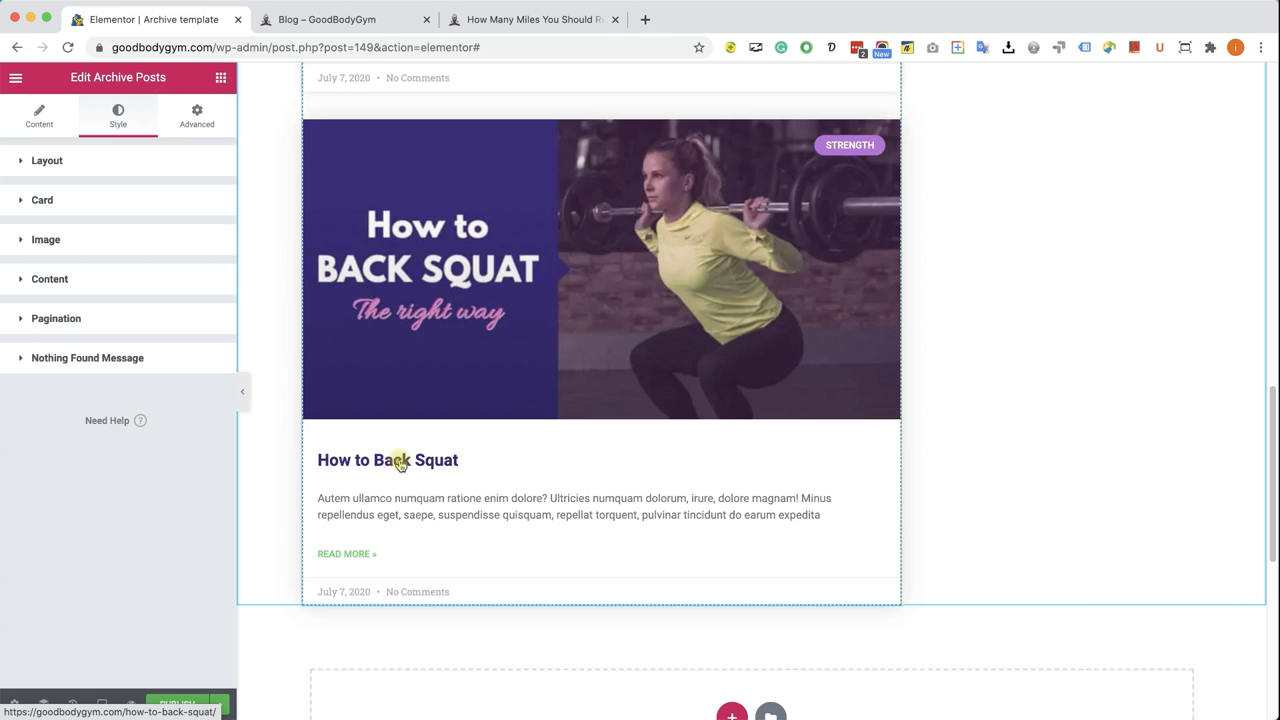 Elementor | Archive template
Blog – GoodBodyGym
How Many Miles You Should R
goodbodygym.com/wp-admin/post.php?post=149&action=elementor#
2
New
Edit Archive Posts
Content
Style
Advanced
Layout
Card
Image
Content
Pagination
Nothing Found Message
Need Help ?
July 7, 2020 • No Comments
STRENGTH
How to
BACK SQUAT
The right way
How to Back Squat
Autem ullamco numquam ratione enim dolore? Ultricies numquam dolorum, irure, dolore magnam! Minus
repellendus eget, saepe, suspendisse quisquam, repellat torquent, pulvinar tincidunt do earum expedita
READ MORE »
July 7, 2020 • No Comments
PUBLISH
https://goodbodygym.com/how-to-back-squat/